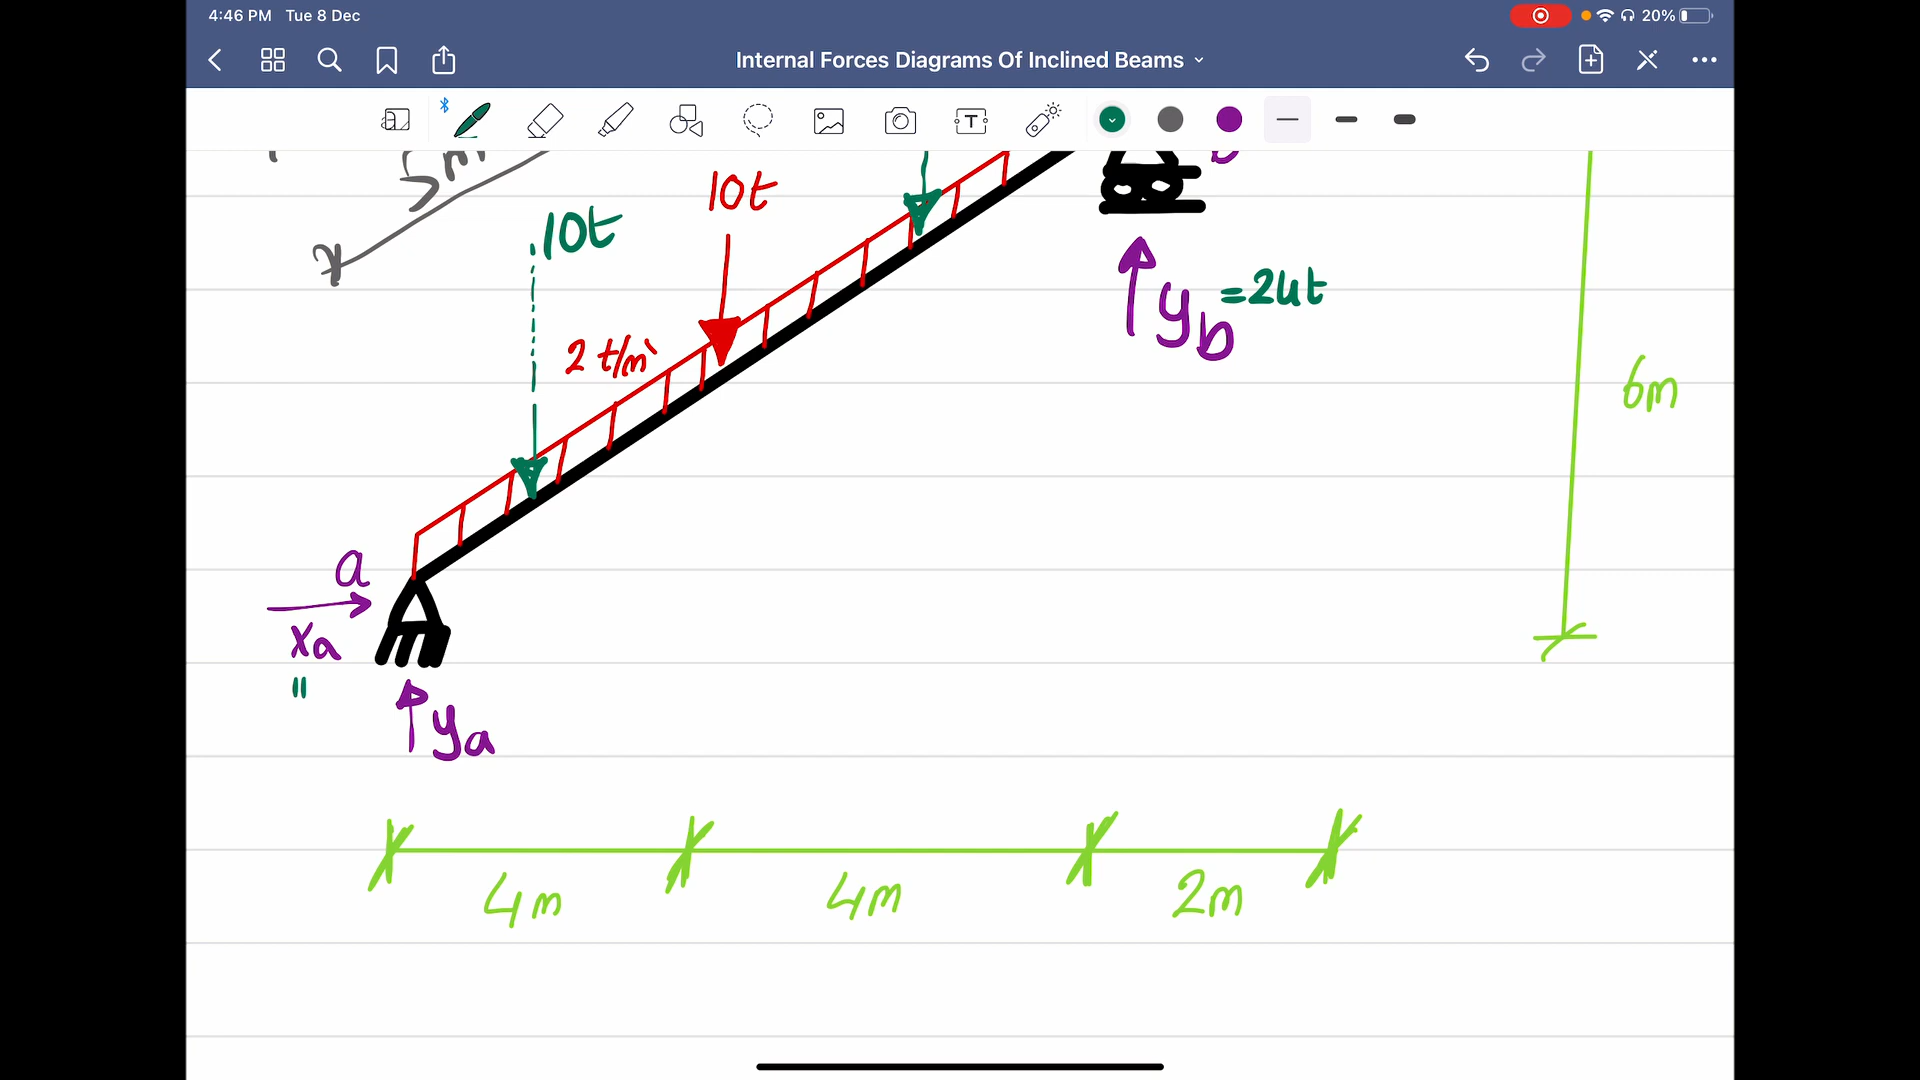 4:46 PM Tue 8 Dec
20%
Internal Forces Diagrams Of Inclined Beams
5m
10t
10t
b
2 t/m`
yb =24t
6m
a
xa
=
ya
4m 4m 2m